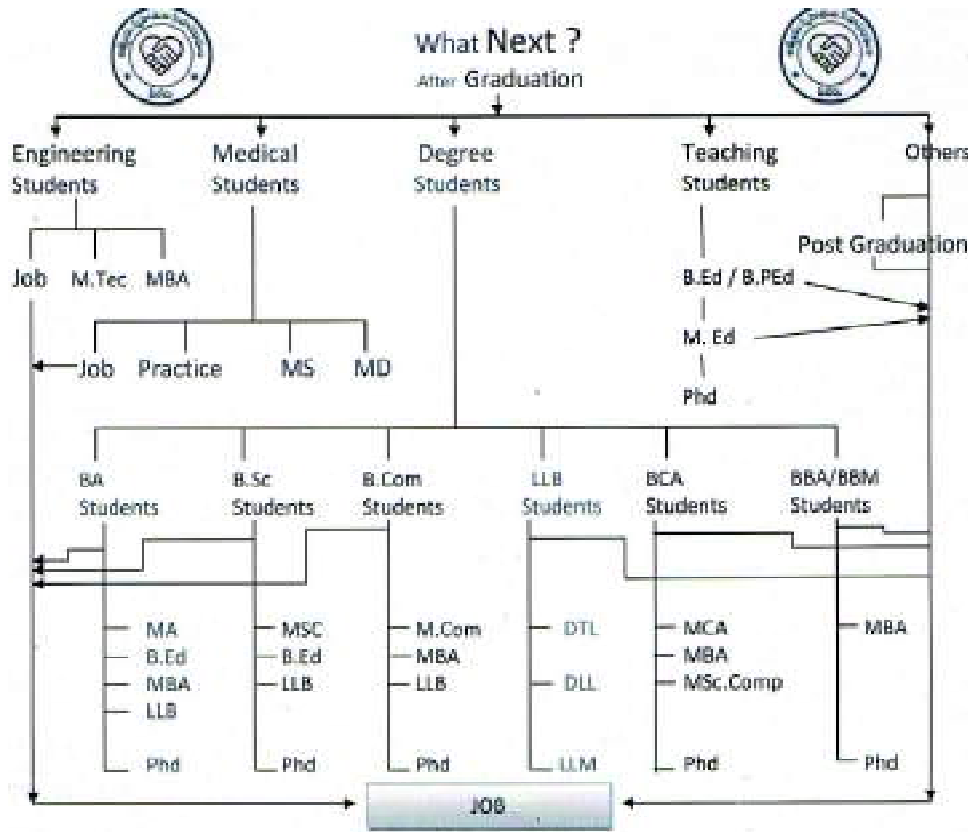 What Next ?
After Graduation
Engineering
Students
Medical
Students
Degree
Students
Teaching
Students
Others
Post Graduation
Job M.Tec MBA
B.Ed / B.PEd
M. Ed
Phd
Job Practice MS MD
BA
Students
B.Sc
Students
B.Com
Students
LLB
Students
BCA
Students
BBA/BBM
Students
MA
B.Ed
MBA
LLB
Phd
MSC
B.Ed
LLB
Phd
M.Com
MBA
LLB
Phd
DTL
DLL
LLM
MCA
MBA
MSc.Comp
Phd
MBA
Phd
JOB